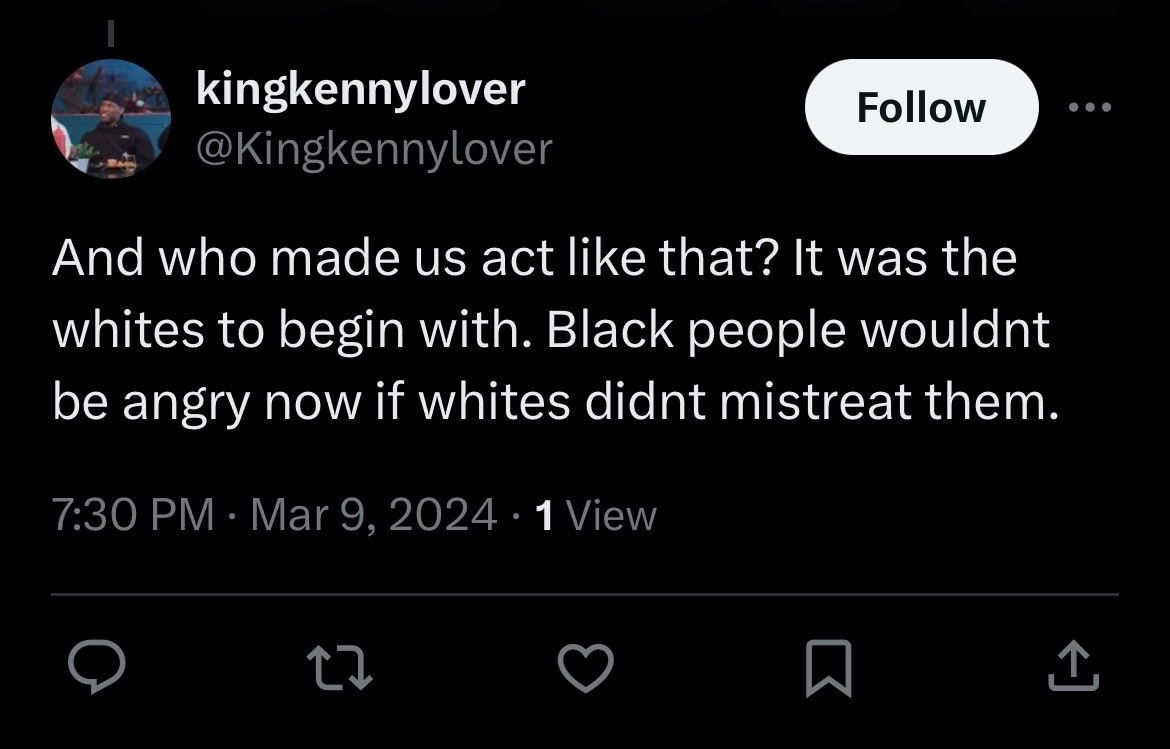 kingkennylover
@Kingkennylover
Follow
And who made us act like that? It was the
whites to begin with. Black people wouldnt
be angry now if whites didnt mistreat them.
7:30 PM · Mar 9, 2024 · 1 View